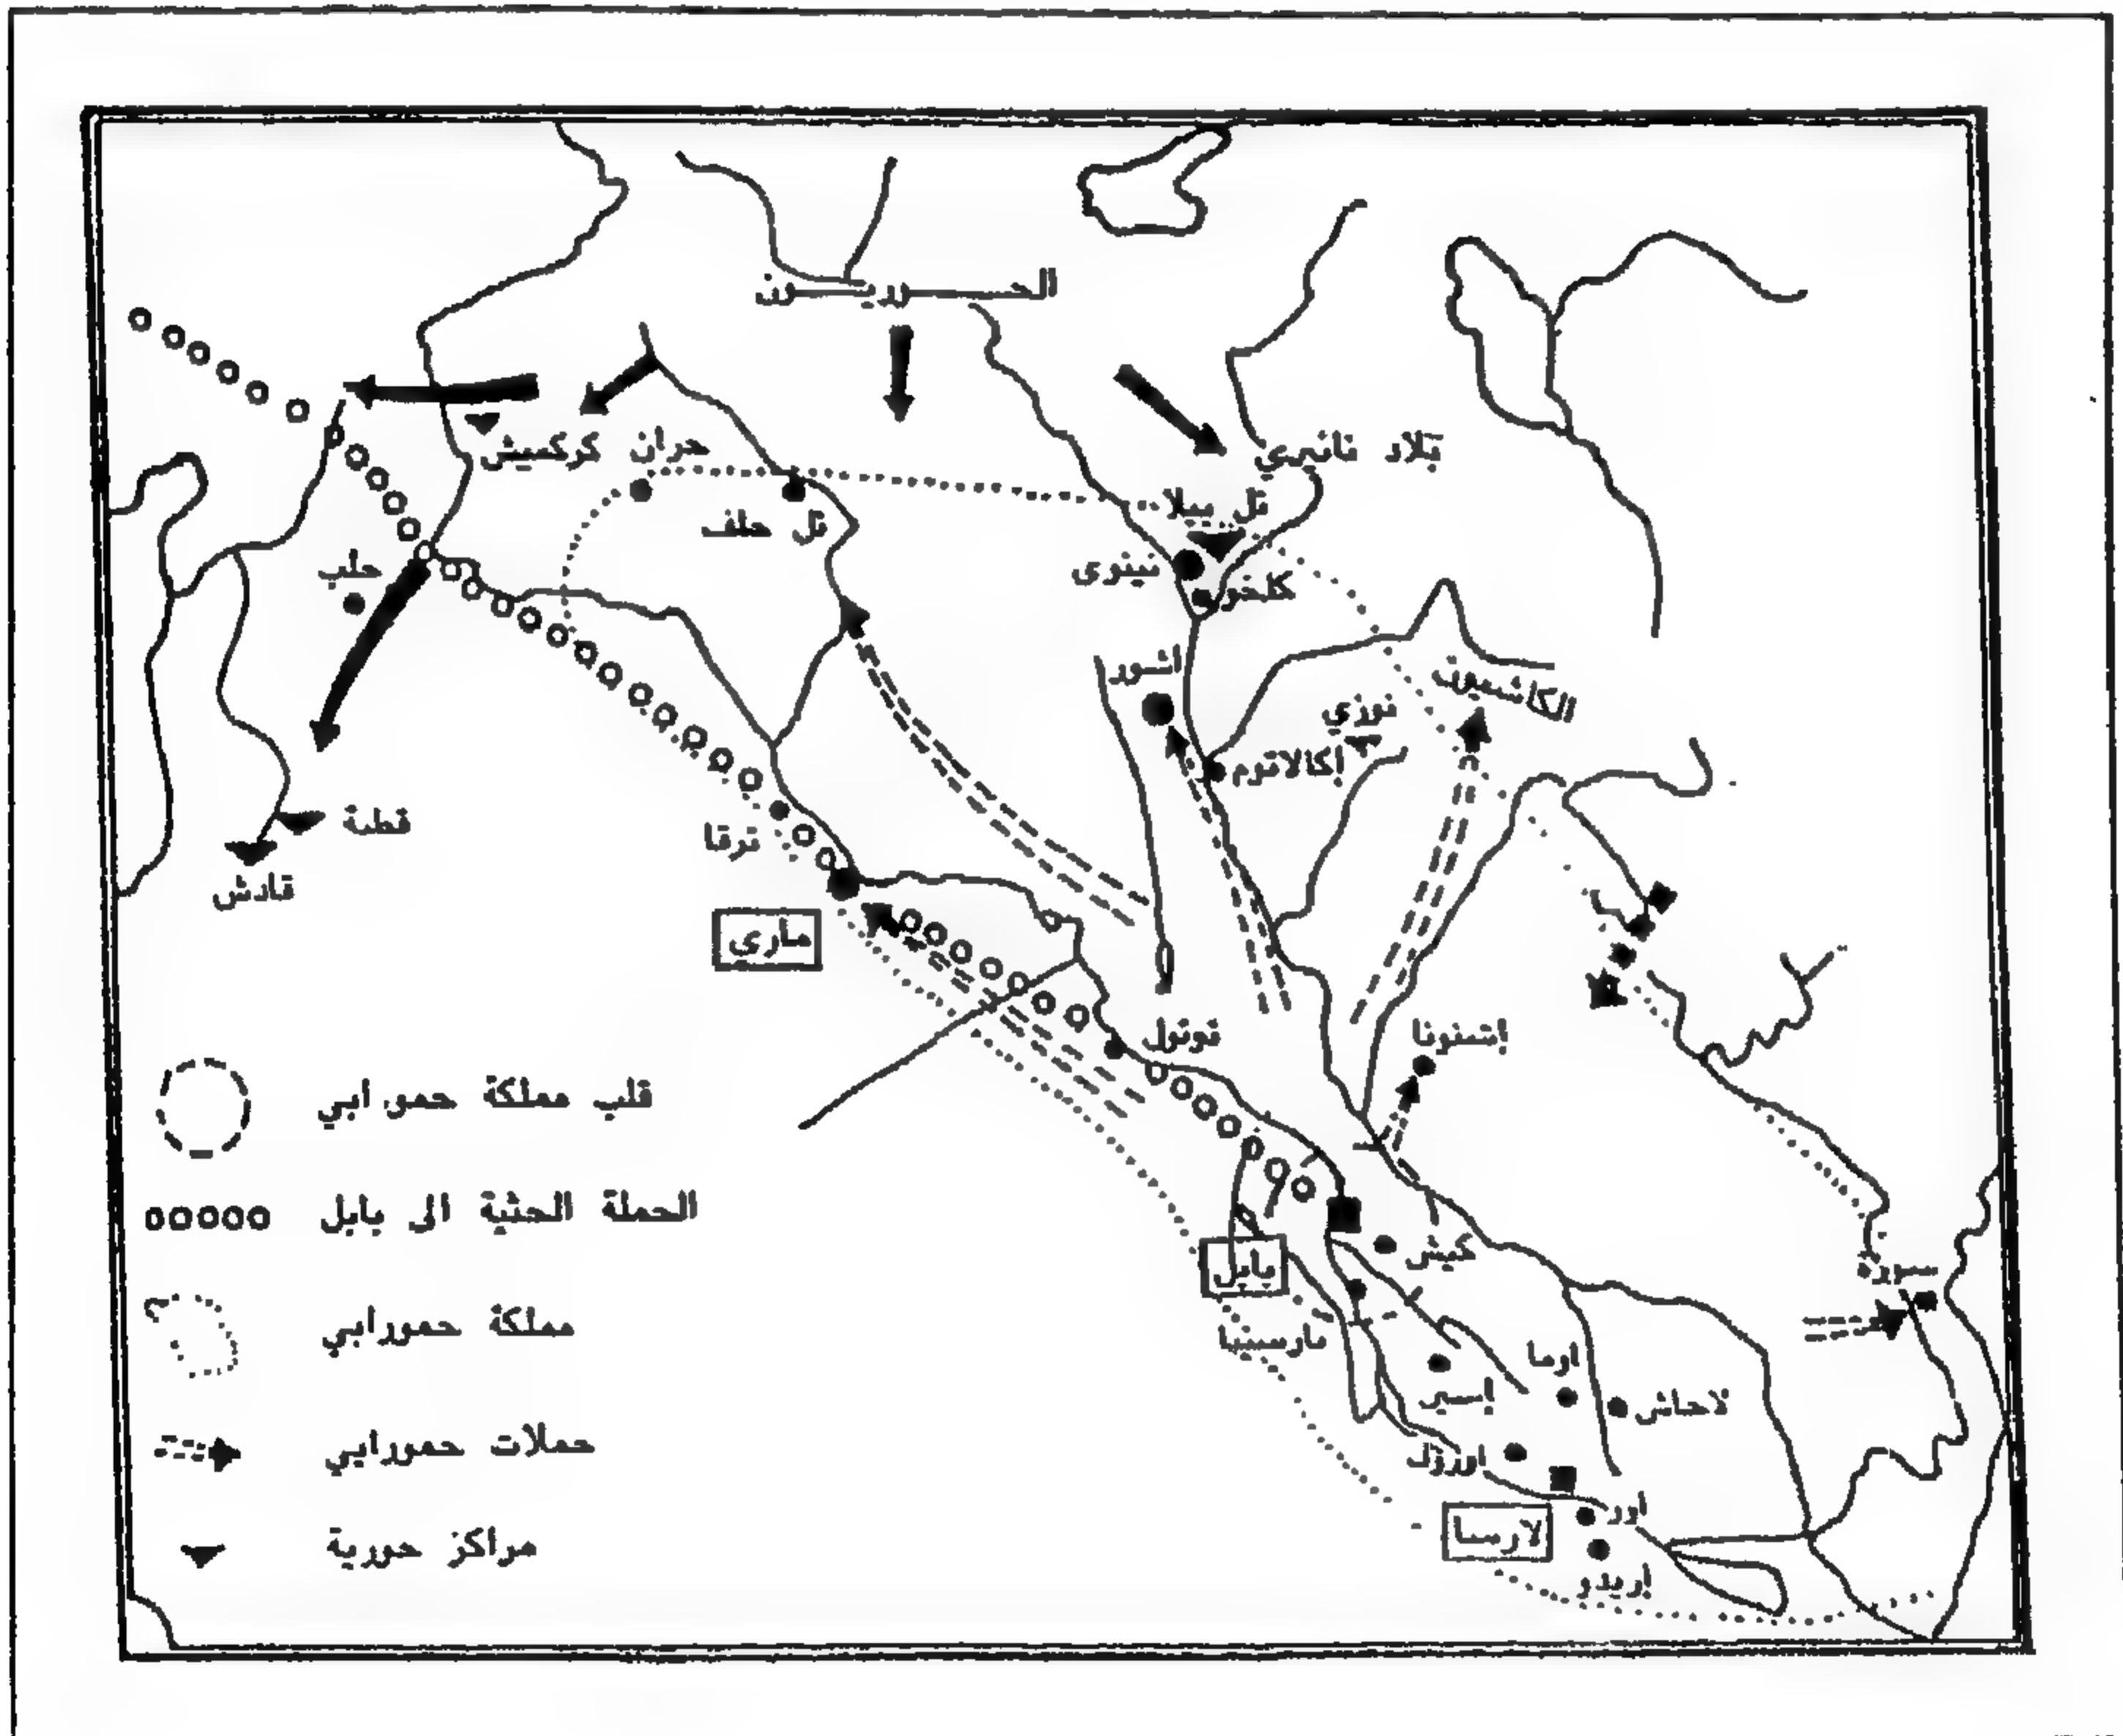 الحـــوريـــون
حران كركميش
بلاد نائيري
تل بيلا
تل حلف
نينوى
كلخو
حلب
اشور
الكاشيون
نوزي
إكالاتوم
قطنة
ترقا
قادش
ماري
توتول
إشنونا
قلب مملكة حمورابي
الحملة الحثية الى بابل
كيش
بابل
سوزة
مملكة حمورابي
مارسيبا
اوما
إسين
لاجاش
حملات حمورابي
اوروك
اور
لارسا
مراكز حورية
إريدو